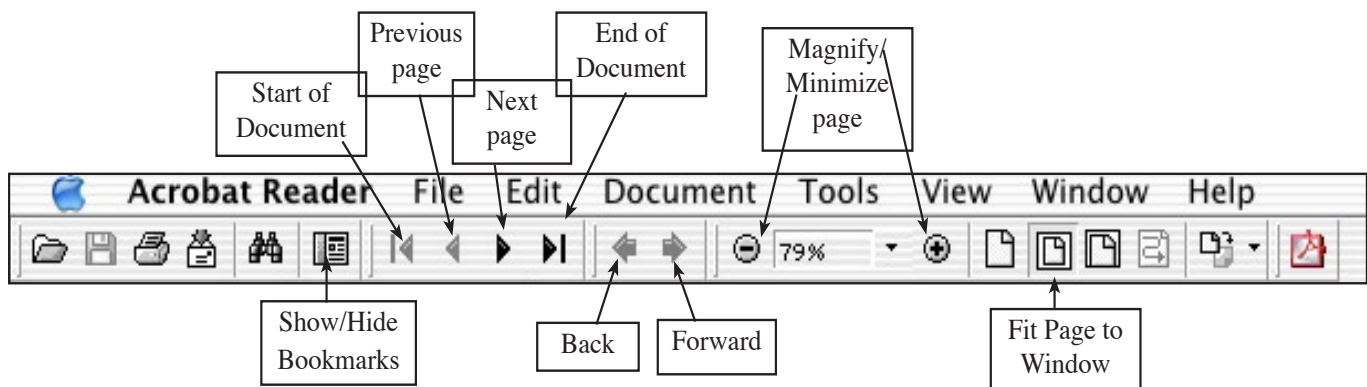 Previous
page
End of
Document
Magnify/
Minimize
page
Start of
Document
Next
page
Acrobat Reader File Edit Document Tools View Window Help
79%
Show/Hide
Bookmarks
Back
Forward
Fit Page to
Window